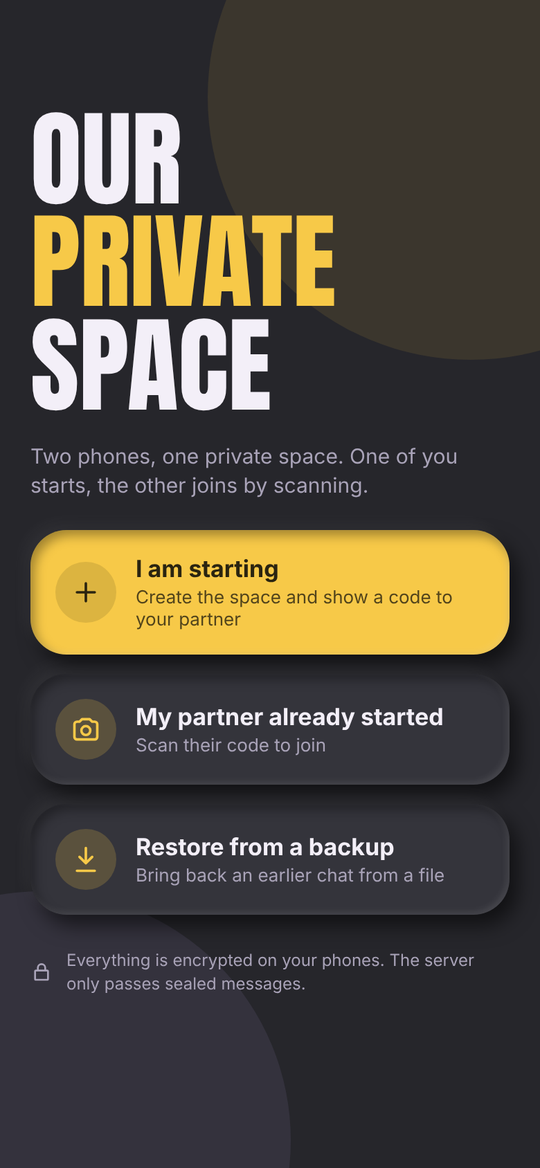 OUR
PRIVATE
SPACE
Two phones, one private space. One of you
starts, the other joins by scanning.
I am starting
Create the space and show a code to
your partner
My partner already started
Scan their code to join
Restore from a backup
Bring back an earlier chat from a file
Everything is encrypted on your phones. The server
only passes sealed messages.